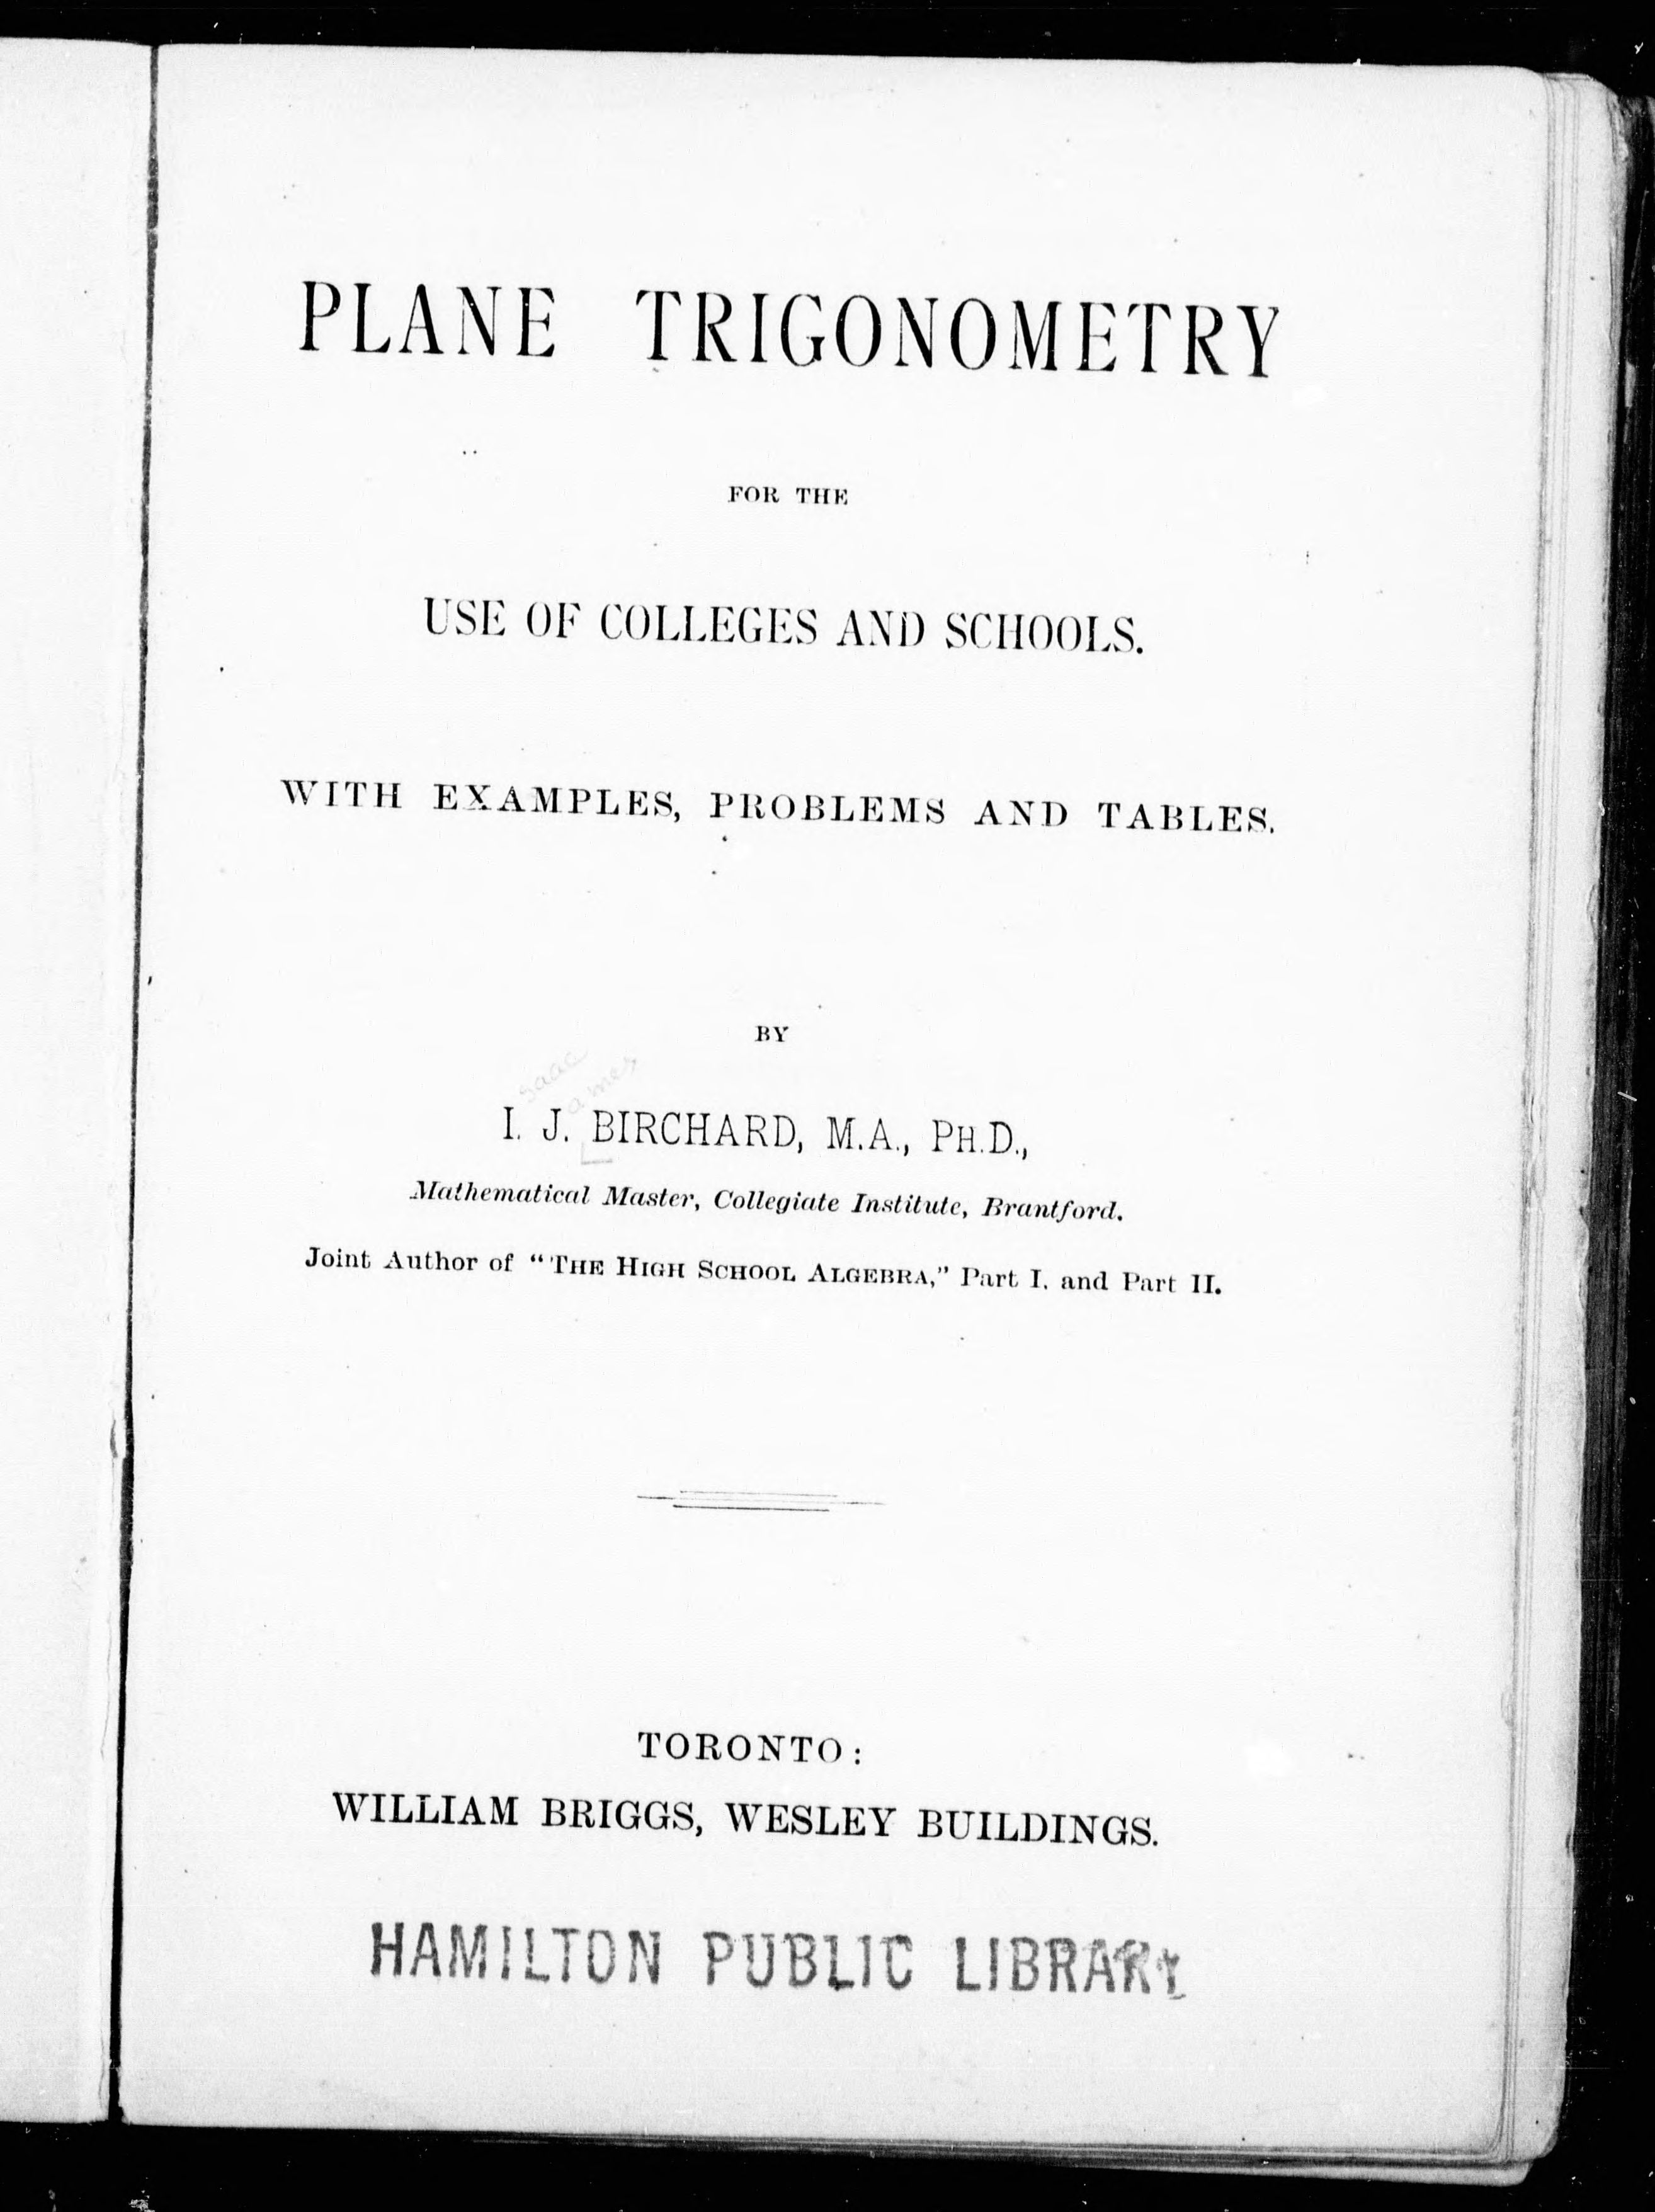 PLANE TRIGONOMETRY
FOR THE
USE OF COLLEGES AND SCHOOLS.
WITH EXAMPLES, PROBLEMS AND TABLES.
BY
saac ames
I. J. BIRCHARD, M.A., PH.D.,
Mathematical Master, Collegiate Institute, Brantford.
Joint Author of "THE HIGH SCHOOL ALGEBRA," Part I. and Part II.
TORONTO:
WILLIAM BRIGGS, WESLEY BUILDINGS.
HAMILTON PUBLIC LIBRARY